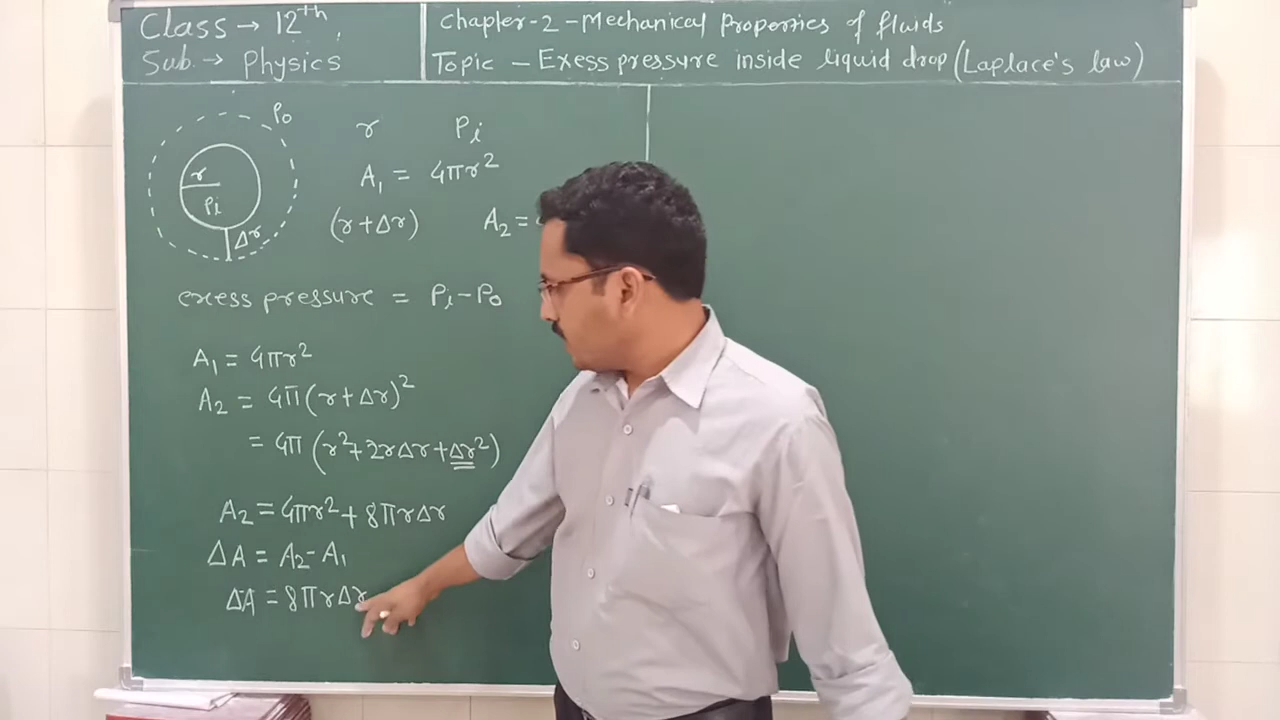 Class → 12th,
Sub. → Physics
Chapter-2 - Mechanical Properties of fluids
Topic - Exess pressure inside liquid drop (Laplace's law)
P₀
r
Pi
Δr
r Pi
A₁ = 4πr²
(r+Δr) A₂ =
exess pressure = Pi - P₀
A₁ = 4πr²
A₂ = 4π(r+Δr)²
= 4π(r²+2rΔr+Δr²)
A₂ = 4πr² + 8πrΔr
ΔA = A₂ - A₁
ΔA = 8πrΔr